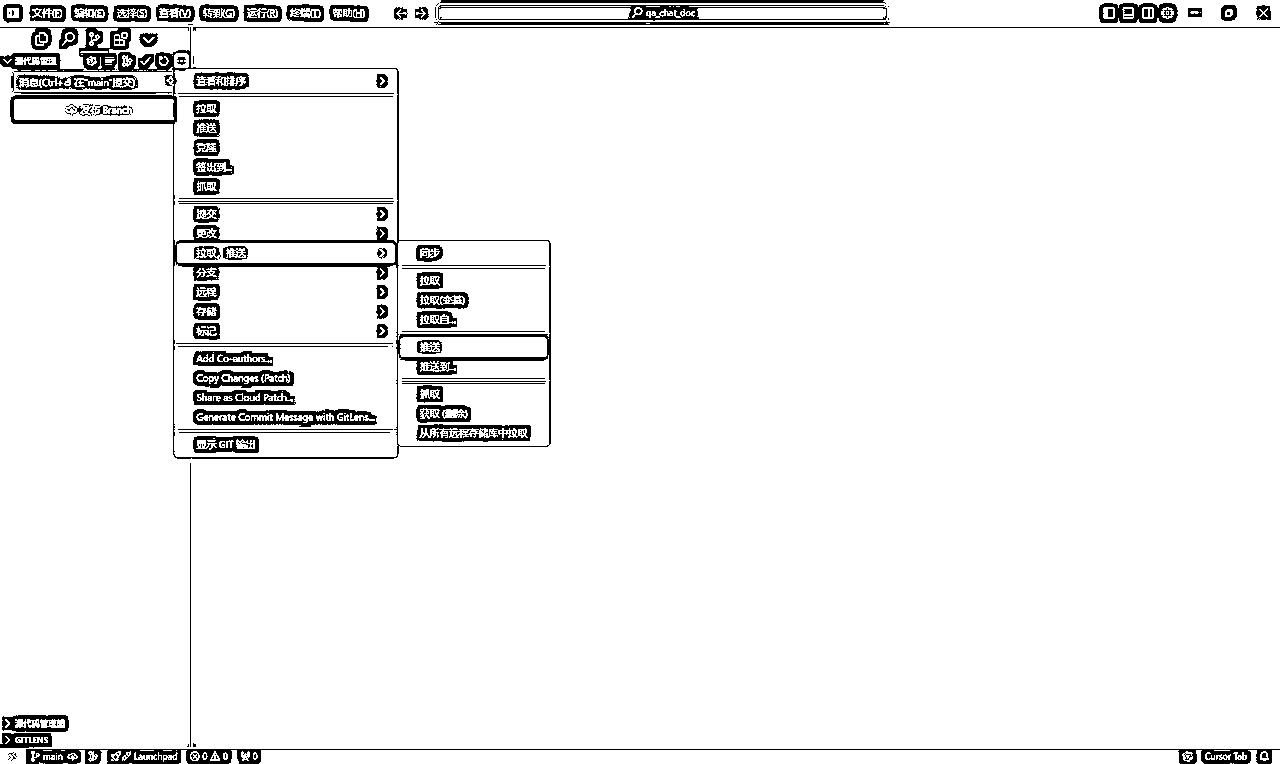 文件(F) 编辑(E) 选择(S) 查看(V) 转到(G) 运行(R) 终端(T) 帮助(H)
qa_chat_doc
源代码管理
消息(Ctrl+ 在"main"提交)
发布 Branch
查看和排序
拉取
推送
克隆
签出到...
抓取
提交
更改
拉取、推送
分支
远程
存储
标记
Add Co-authors...
Copy Changes (Patch)
Share as Cloud Patch...
Generate Commit Message with GitLens...
显示 GIT 输出
同步
拉取
拉取(变基)
拉取自...
推送
推送到...
抓取
获取(删除)
从所有远程存储库中拉取
源代码管理图
GITLENS
main Launchpad 0 0 0
Cursor Tab